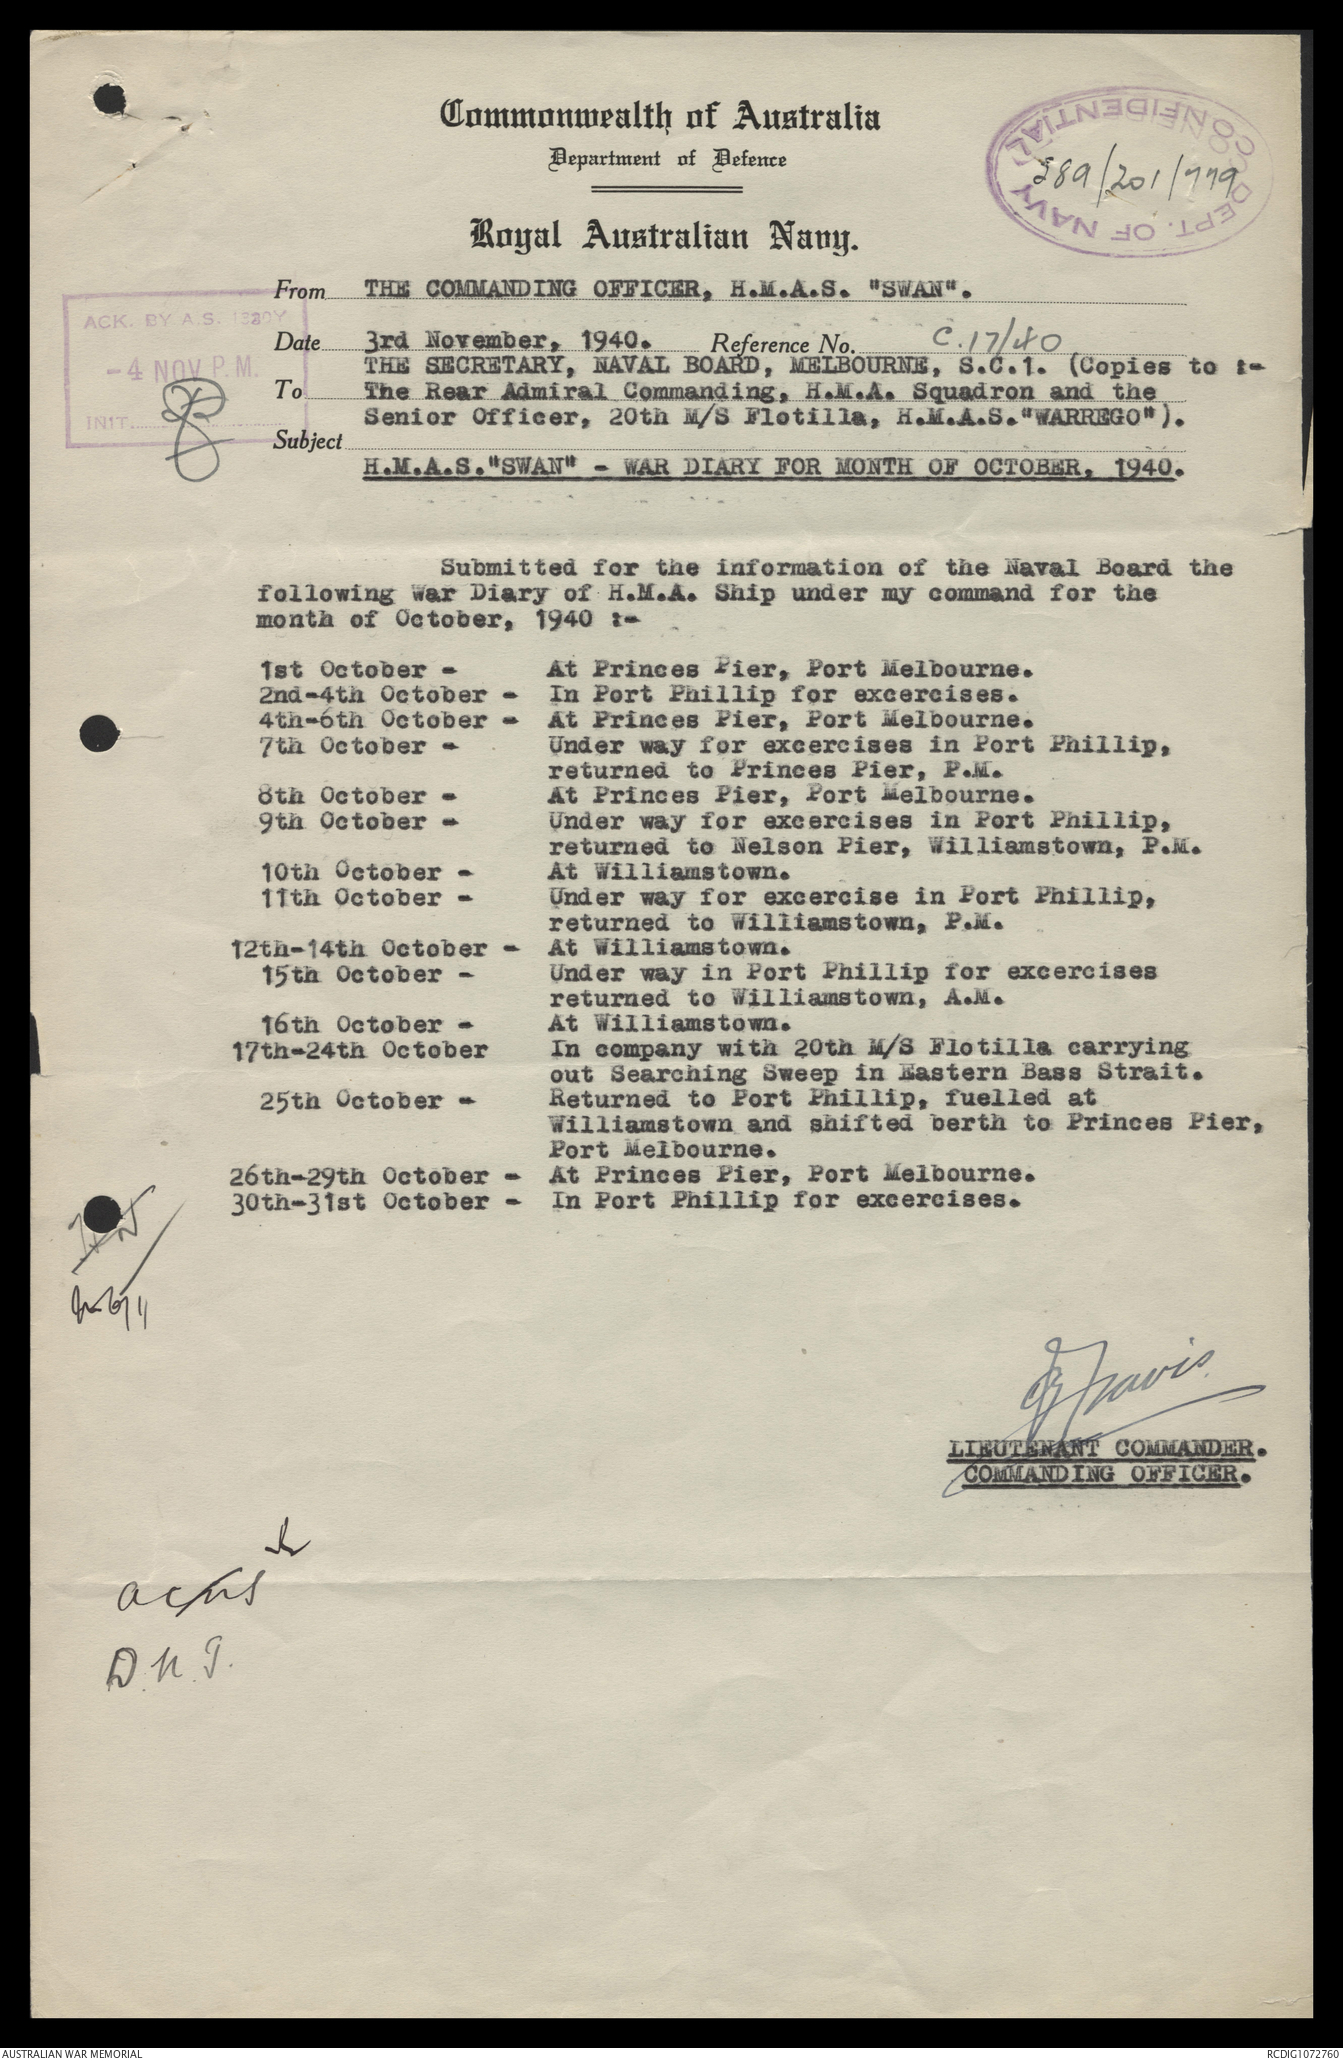 Commonwealth of Australia
Department of Defence
Royal Australian Navy.
DEPT. OF NAVY
CONFIDENTIAL
289/201/779
ACK. BY A.S.
-4 NOV P.M.
INIT.
From THE COMMANDING OFFICER, H.M.A.S. "SWAN".
Date 3rd November, 1940. Reference No. C.17/40
THE SECRETARY, NAVAL BOARD, MELBOURNE, S.C.1. (Copies to :-
To The Rear Admiral Commanding, H.M.A. Squadron and the
Senior Officer, 20th M/S Flotilla, H.M.A.S."WARREGO").
Subject
H.M.A.S."SWAN" - WAR DIARY FOR MONTH OF OCTOBER, 1940.
Submitted for the information of the Naval Board the
following War Diary of H.M.A. Ship under my command for the
month of October, 1940 :-
1st October - At Princes Pier, Port Melbourne.
2nd-4th October - In Port Phillip for excercises.
4th-6th October - At Princes Pier, Port Melbourne.
7th October - Under way for excercises in Port Phillip,
returned to Princes Pier, P.M.
8th October - At Princes Pier, Port Melbourne.
9th October - Under way for excercises in Port Phillip,
returned to Nelson Pier, Williamstown, P.M.
10th October - At Williamstown.
11th October - Under way for excercise in Port Phillip,
returned to Williamstown, P.M.
12th-14th October - At Williamstown.
15th October - Under way in Port Phillip for excercises
returned to Williamstown, A.M.
16th October - At Williamstown.
17th-24th October In company with 20th M/S Flotilla carrying
out Searching Sweep in Eastern Bass Strait.
25th October - Returned to Port Phillip, fuelled at
Williamstown and shifted berth to Princes Pier,
Port Melbourne.
26th-29th October - At Princes Pier, Port Melbourne.
30th-31st October - In Port Phillip for excercises.
Travis
LIEUTENANT COMMANDER.
COMMANDING OFFICER.
ACNS
AUSTRALIAN WAR MEMORIAL
RCDIG1072760